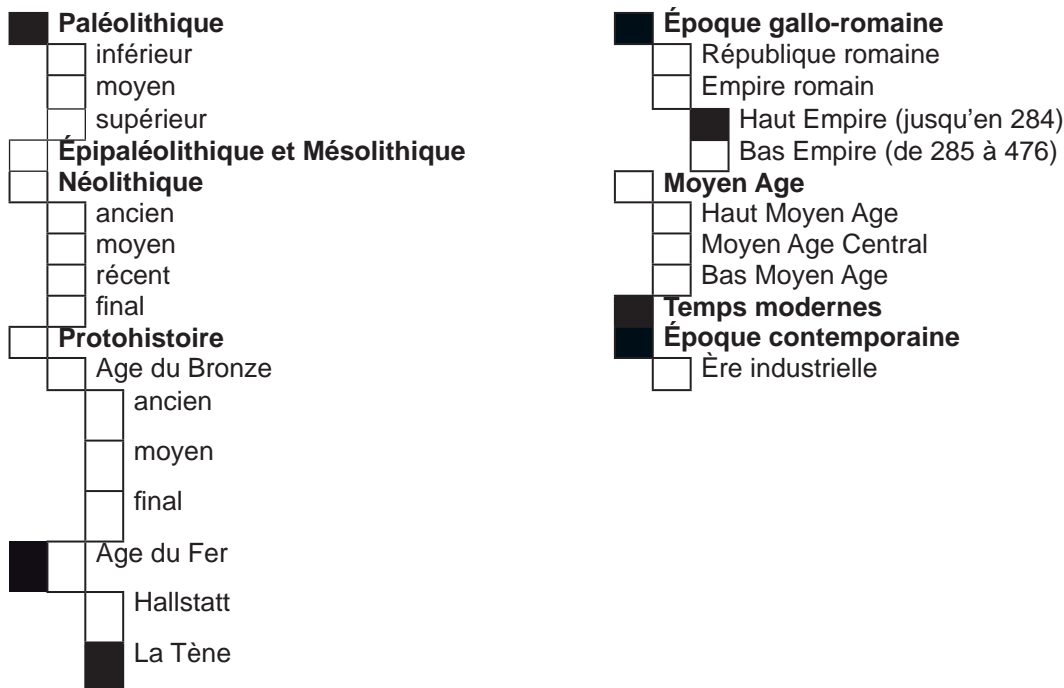 Paléolithique
inférieur
moyen
supérieur
Épipaléolithique et Mésolithique
Néolithique
ancien
moyen
récent
final
Protohistoire
Age du Bronze
ancien
moyen
final
Age du Fer
Hallstatt
La Tène
Époque gallo-romaine
République romaine
Empire romain
Haut Empire (jusqu’en 284)
Bas Empire (de 285 à 476)
Moyen Age
Haut Moyen Age
Moyen Age Central
Bas Moyen Age
Temps modernes
Époque contemporaine
Ère industrielle